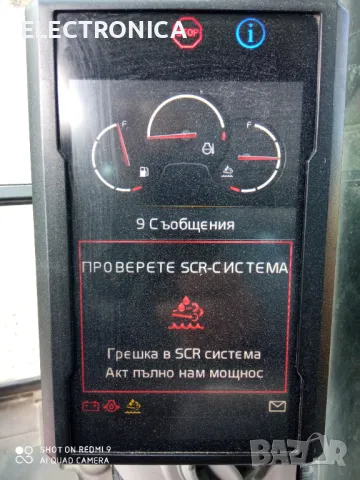 ELECTRONICA
STOP
i
F
F
9 Съобщения
ПРОВЕРЕТЕ SCR-СИСТЕМА
Грешка в SCR система
Акт пълно нам мощнос
SHOT ON REDMI 9
AI QUAD CAMERA
BAZAR